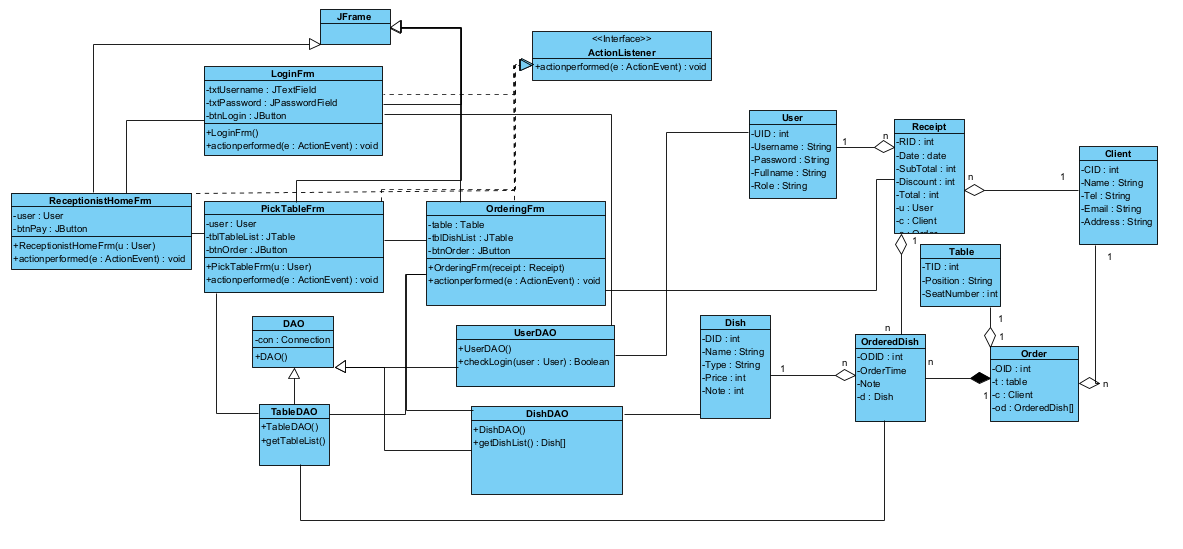 JFrame
<<Interface>>
ActionListener
+actionperformed(e : ActionEvent) : void
LoginFrm
-txtUsername : JTextField
-txtPassword : JPasswordField
-btnLogin : JButton
+LoginFrm()
+actionperformed(e : ActionEvent) : void
User
-UID : int
-Username : String
-Password : String
-Fullname : String
-Role : String
1
n
Receipt
-RID : int
-Date : date
-SubTotal : int
-Discount : int
-Total : int
-u : User
-c : Client
n
1
Client
-CID : int
-Name : String
-Tel : String
-Email : String
-Address : String
ReceptionistHomeFrm
-user : User
-btnPay : JButton
+ReceptionistHomeFrm(u : User)
+actionperformed(e : ActionEvent) : void
PickTableFrm
-user : User
-tblTableList : JTable
-btnOrder : JButton
+PickTableFrm(u : User)
+actionperformed(e : ActionEvent) : void
OrderingFrm
-table : Table
-tblDishList : JTable
-btnOrder : JButton
+OrderingFrm(receipt : Receipt)
+actionperformed(e : ActionEvent) : void
1
Table
-TID : int
-Position : String
-SeatNumber : int
1
1
1
DAO
-con : Connection
+DAO()
UserDAO
+UserDAO()
+checkLogin(user : User) : Boolean
Dish
-DID : int
-Name : String
-Type : String
-Price : int
-Note : int
1
n
n
OrderedDish
-ODID : int
-OrderTime
-Note
-d : Dish
n
1
Order
-OID : int
-t : table
-c : Client
-od : OrderedDish[]
n
TableDAO
+TableDAO()
+getTableList()
DishDAO
+DishDAO()
+getDishList() : Dish[]